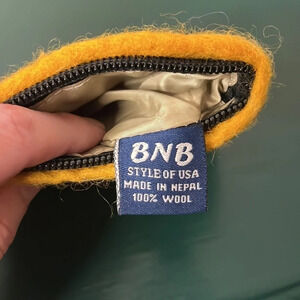 BNB
STYLE OF USA
MADE IN NEPAL
100% WOOL